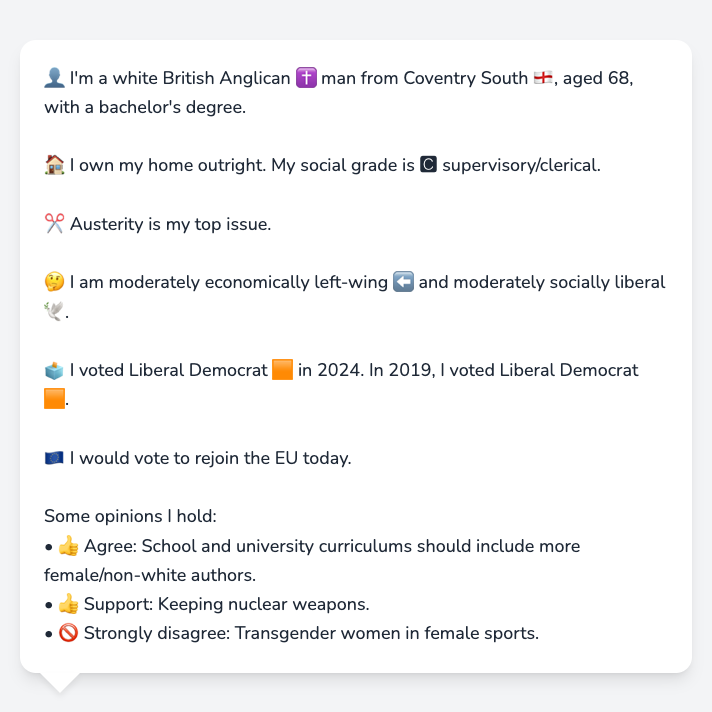 👤 I'm a white British Anglican ✝️ man from Coventry South 🏴󠁧󠁢󠁥󠁮󠁧󠁿, aged 68,
with a bachelor's degree.
🏠 I own my home outright. My social grade is 🅲 supervisory/clerical.
✂️ Austerity is my top issue.
🤔 I am moderately economically left-wing ⬅️ and moderately socially liberal
🕊️.
🗳️ I voted Liberal Democrat 🟧 in 2024. In 2019, I voted Liberal Democrat
🟧.
🇪🇺 I would vote to rejoin the EU today.
Some opinions I hold:
• 👍 Agree: School and university curriculums should include more
female/non-white authors.
• 👍 Support: Keeping nuclear weapons.
• 🚫 Strongly disagree: Transgender women in female sports.